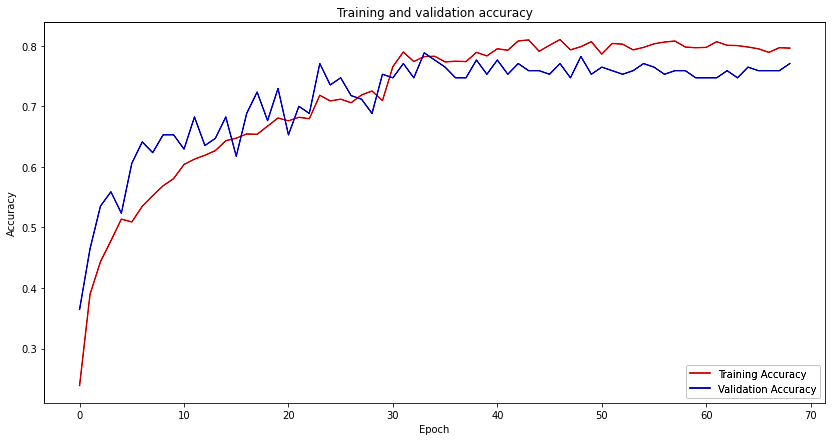 Training and validation accuracy
0.8
0.7
0.6
0.5
0.4
0.3
Accuracy
0 10 20 30 40 50 60 70
Epoch
Training Accuracy
Validation Accuracy